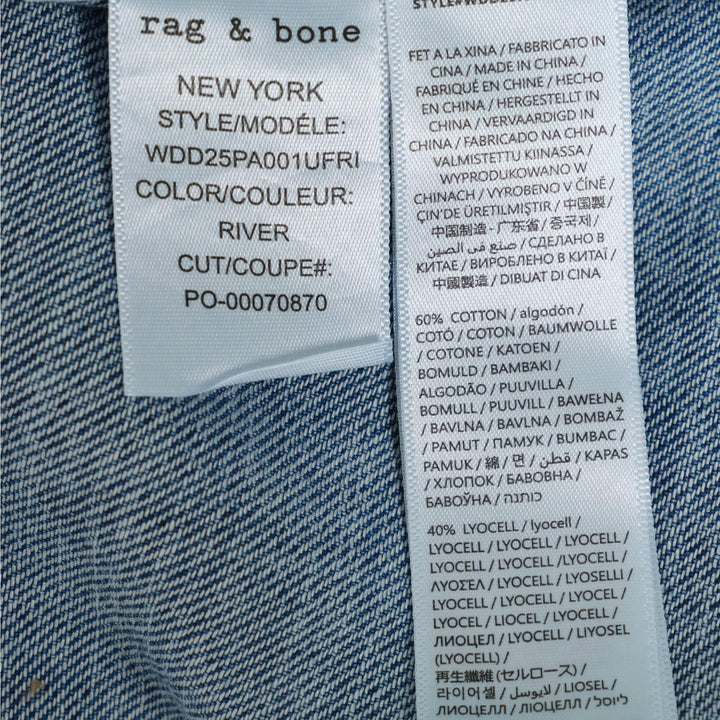 rag & bone
NEW YORK
STYLE/MODÉLE:
WDD25PA001UFRI
COLOR/COULEUR:
RIVER
CUT/COUPE#:
PO-00070870
FET A LA XINA / FABBRICATO IN
CINA / MADE IN CHINA /
FABRIQUÉ EN CHINE / HECHO
EN CHINA / HERGESTELLT IN
CHINA / VERVAARDIGD IN
CHINA / FABRICADO NA CHINA /
VALMISTETTU KIINASSA /
WYPRODUKOWANO W
CHINACH / VYROBENO V ČÍNĚ /
ÇIN'DE ÜRETILMIŞTIR / 中国製 /
中国制造 - 广东省 / 중국제 /
صنع في الصين / СДЕЛАНО В
КИТАЕ / ВИРОБЛЕНО В КИТАЇ /
中國製造 / DIBUAT DI CINA
60% COTTON / algodón /
COTÓ / COTON / BAUMWOLLE
/ COTONE / KATOEN /
BOMULD / ΒΑΜΒΑΚΙ /
ALGODÃO / PUUVILLA /
BOMULL / PUUVILL / BAWEŁNA
/ BAVLNA / BAVLNA / BOMBAŽ
/ PAMUT / ПАМУК / BUMBAC /
PAMUK / 綿 / 면 / قطن / KAPAS
/ ХЛОПОК / БАВОВНА /
БАВОЎНА / כותנה
40% LYOCELL / lyocell /
LYOCELL / LYOCELL / LYOCELL /
LYOCELL / LYOCELL /LYOCELL /
ΛΥΟΣΕΛ / LYOCELL / LYOSELLI /
LYOCELL / LYOCELL / LYOCELL /
LYOCELL / LIOCEL / LYOCELL /
ЛИОЦЕЛ / LIOCEL / LIYOSEL
(LYOCELL) /
再生繊維 (セルロース) /
라이어셀 / لايوسل / LIOSEL /
ЛИОЦЕЛЛ / ЛІОЦЕЛЛ / ליוסל